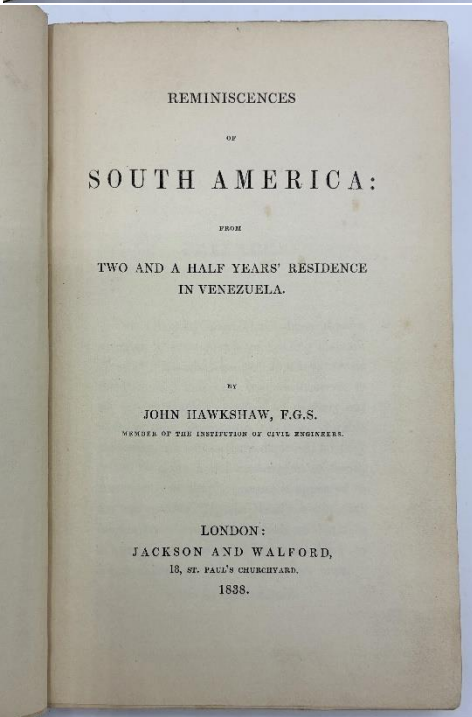 REMINISCENCES
OF
SOUTH AMERICA:
FROM
TWO AND A HALF YEARS' RESIDENCE
IN VENEZUELA.
BY
JOHN HAWKSHAW, F.G.S.
MEMBER OF THE INSTITUTION OF CIVIL ENGINEERS.
LONDON:
JACKSON AND WALFORD,
18, ST. PAUL'S CHURCHYARD.
1838.